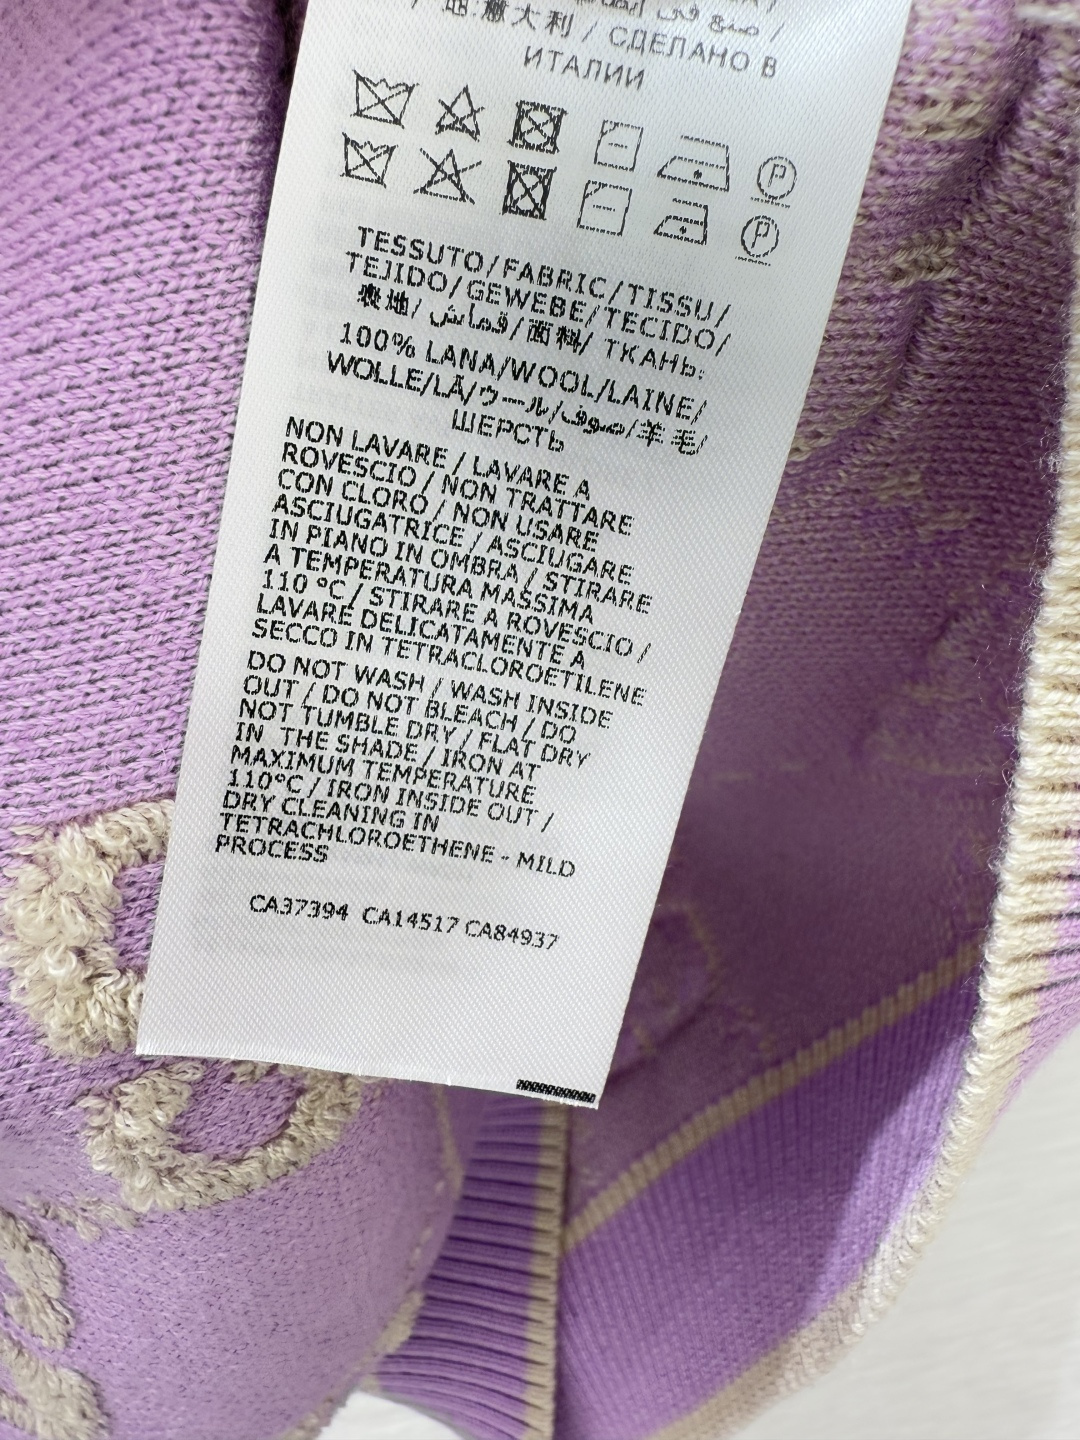 地:意大利 / СДЕЛАНО В
ИТАЛИИ
P
P
TESSUTO/FABRIC/TISSU/
TEJIDO/GEWEBE/TECIDO/
表地/قماش/面料/ ТКАНЬ:
100% LANA/WOOL/LAINE/
WOLLE/LÃ/ウール/صوف/羊毛/
ШЕРСТЬ
NON LAVARE / LAVARE A
ROVESCIO / NON TRATTARE
CON CLORO / NON USARE
ASCIUGATRICE / ASCIUGARE
IN PIANO IN OMBRA / STIRARE
A TEMPERATURA MASSIMA
110 °C / STIRARE A ROVESCIO /
LAVARE DELICATAMENTE A
SECCO IN TETRACLOROETILENE
DO NOT WASH / WASH INSIDE
OUT / DO NOT BLEACH / DO
NOT TUMBLE DRY / FLAT DRY
IN THE SHADE / IRON AT
MAXIMUM TEMPERATURE
110°C / IRON INSIDE OUT /
DRY CLEANING IN
TETRACHLOROETHENE - MILD
PROCESS
CA37394 CA14517 CA84937